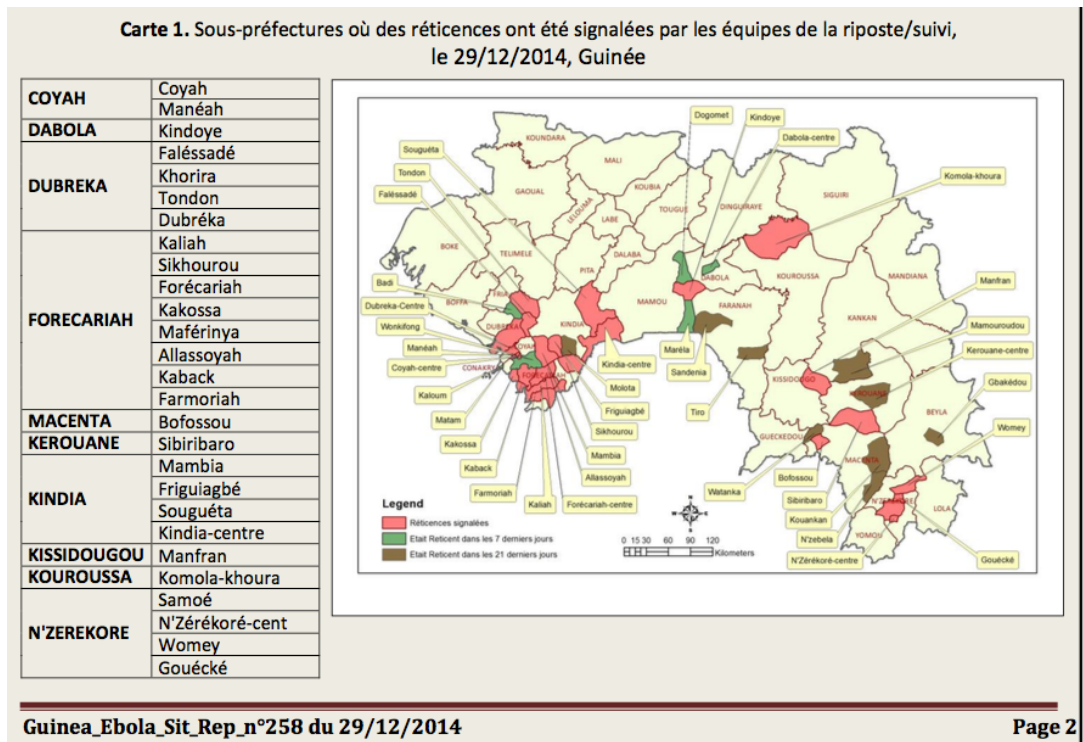 Carte 1. Sous-préfectures où des réticences ont été signalées par les équipes de la riposte/suivi,
le 29/12/2014, Guinée
COYAH
Coyah
Manéah
DABOLA
Kindoye
DUBREKA
Faléssadé
Khorira
Tondon
Dubréka
FORECARIAH
Kaliah
Sikhourou
Forécariah
Kakossa
Maférinya
Allassoyah
Kaback
Farmoriah
MACENTA
Bofossou
KEROUANE
Sibiribaro
KINDIA
Mambia
Friguiagbé
Souguéta
Kindia-centre
KISSIDOUGOU
Manfran
KOUROUSSA
Komola-khoura
N'ZEREKORE
Samoé
N'Zérékoré-cent
Womey
Gouécké
Dogomet
Kindoye
Dabola-centre
Souguéta
Tondon
Faléssadé
Komola-khoura
KOUNDARA
MALI
GAOUAL
KOUBIA
LELOUMA
LABE
TOUGUE
DINGUIRAYE
SIGUIRI
BOKE
TELIMELE
PITA
DALABA
DABOLA
KOUROUSSA
MANDIANA
Badi
BOFFA
FRIA
MAMOU
FARANAH
Manfran
Dubreka-Centre
Wonkifong
DUBREKA
KINDIA
KANKAN
Mamouroudou
Manéah
Coyah-centre
CONAKRY
FORECARIAH
Maréla
Sandenia
Kindia-centre
Kerouane-centre
KISSIDOUGO
KEROUANE
Gbakédou
Kaloum
Molota
Tiro
BEYLA
Matam
Friguiagbé
Womey
Kakossa
Sikhourou
GUECKEDOU
MACENTA
Kaback
Mambia
Farmoriah
Allassoyah
Watanka
Bofossou
Kaliah
Forécariah-centre
Sibiribaro
N'ZEREKORE
LOLA
Kouankan
N'zebela
YOMOU
N'Zérékoré-centre
Gouécké
Legend
Réticences signalées
Etait Reticent dans les 7 derniers jours
Etait Reticent dans les 21 derniers jours
0 15 30 60 90 120
Kilometers
Guinea_Ebola_Sit_Rep_n°258 du 29/12/2014
Page 2